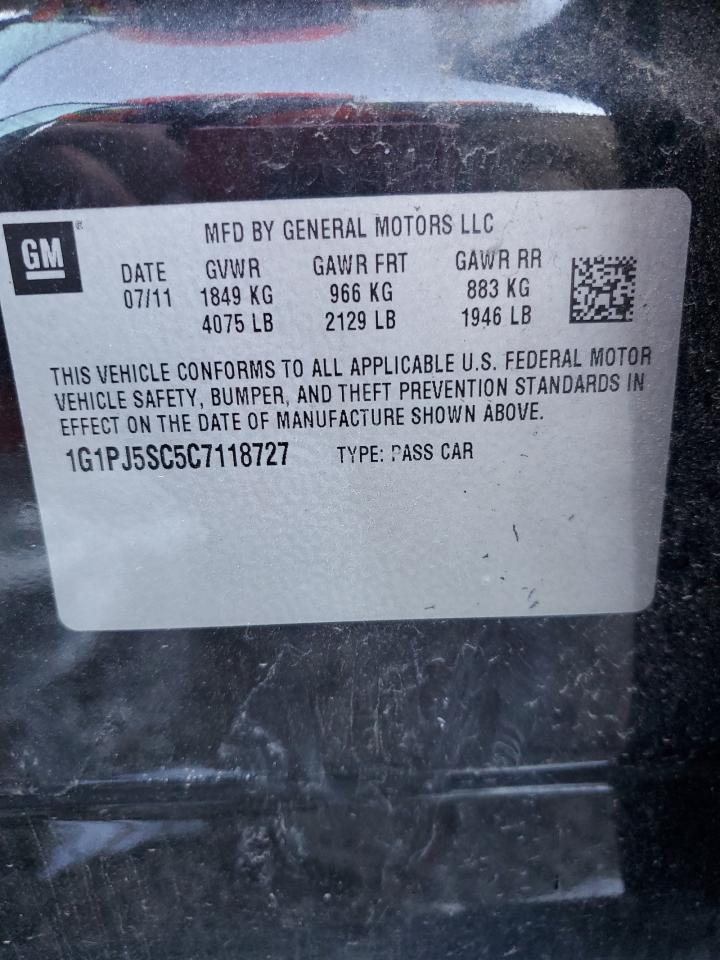 GM
MFD BY GENERAL MOTORS LLC
DATE GVWR GAWR FRT GAWR RR
07/11 1849 KG 966 KG 883 KG
4075 LB 2129 LB 1946 LB
THIS VEHICLE CONFORMS TO ALL APPLICABLE U.S. FEDERAL MOTOR
VEHICLE SAFETY, BUMPER, AND THEFT PREVENTION STANDARDS IN
EFFECT ON THE DATE OF MANUFACTURE SHOWN ABOVE.
1G1PJ5SC5C7118727 TYPE: PASS CAR